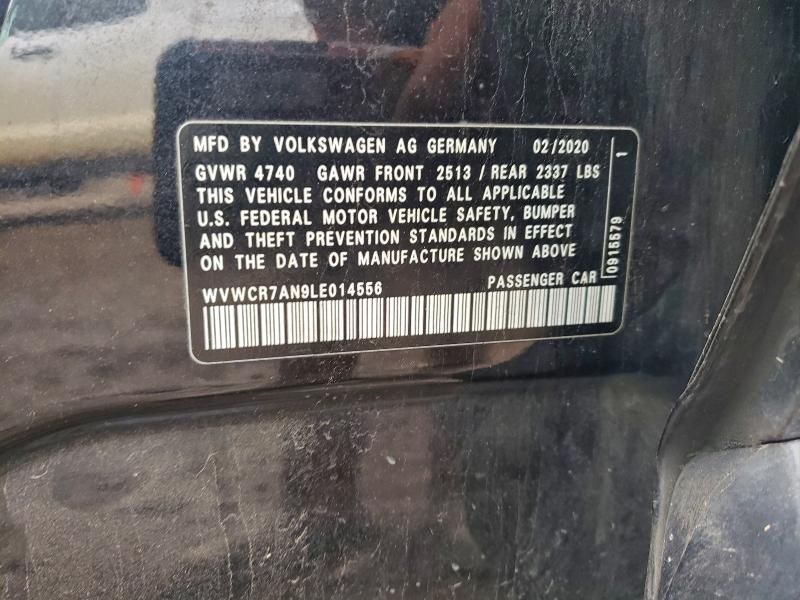 MFD BY VOLKSWAGEN AG GERMANY 02/2020
GVWR 4740 GAWR FRONT 2513 / REAR 2337 LBS
THIS VEHICLE CONFORMS TO ALL APPLICABLE
U.S. FEDERAL MOTOR VEHICLE SAFETY, BUMPER
AND THEFT PREVENTION STANDARDS IN EFFECT
ON THE DATE OF MANUFACTURE SHOWN ABOVE
WVWCR7AN9LE014556 PASSENGER CAR
0915579 1